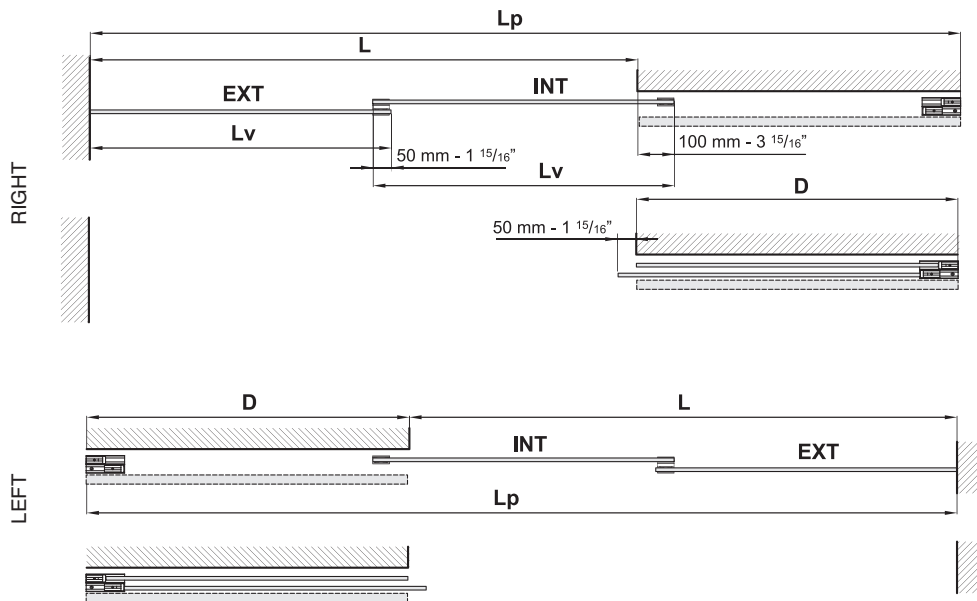 Lp
L
EXT
INT
Lv
50 mm - 1 15/16”
100 mm - 3 15/16”
Lv
D
50 mm - 1 15/16”
RIGHT
D
L
INT
EXT
Lp
LEFT